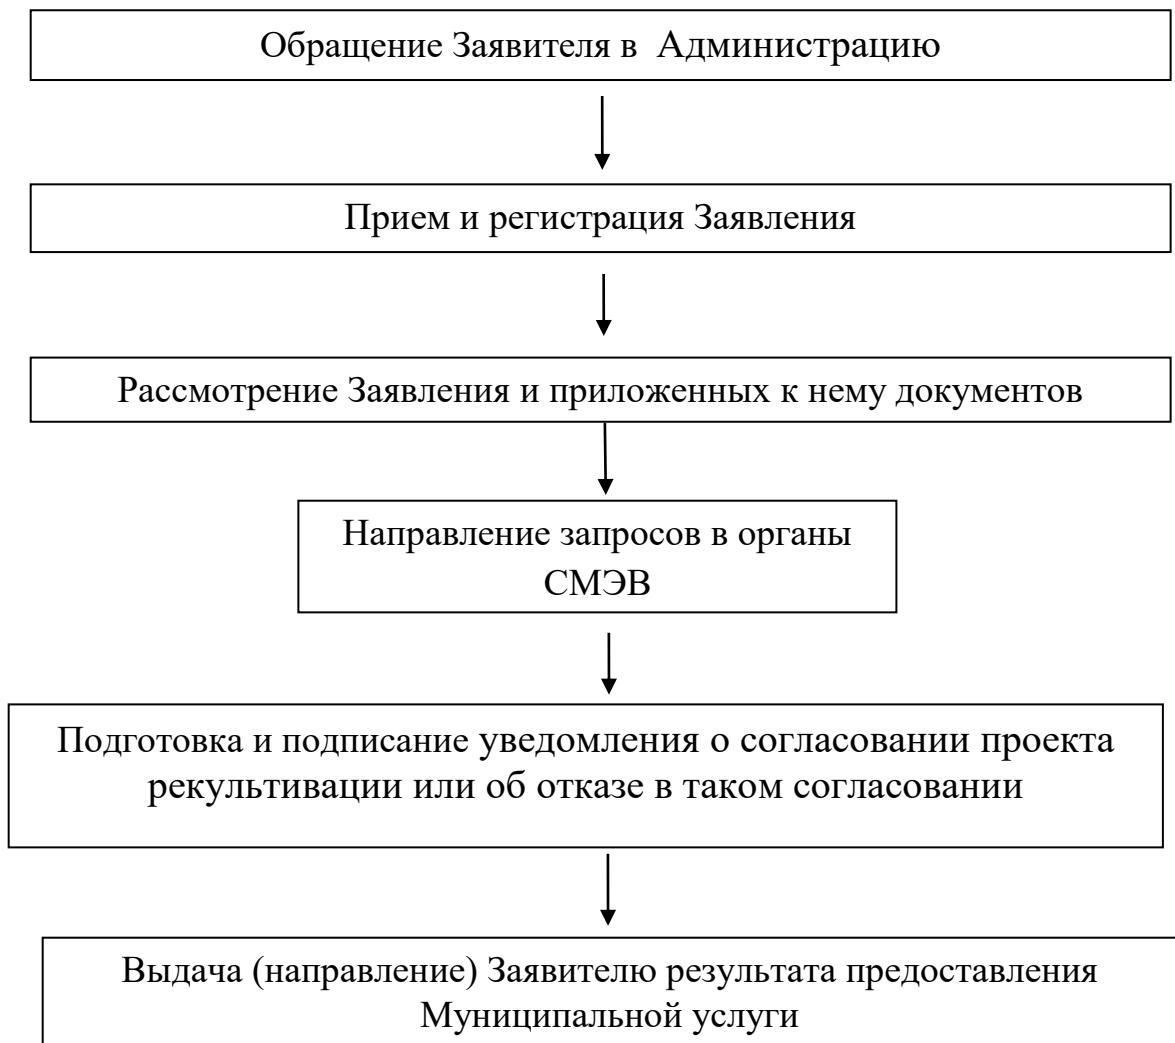 Обращение Заявителя в Администрацию
Прием и регистрация Заявления
Рассмотрение Заявления и приложенных к нему документов
Направление запросов в органы
СМЭВ
Подготовка и подписание уведомления о согласовании проекта
рекультивации или об отказе в таком согласовании
Выдача (направление) Заявителю результата предоставления
Муниципальной услуги